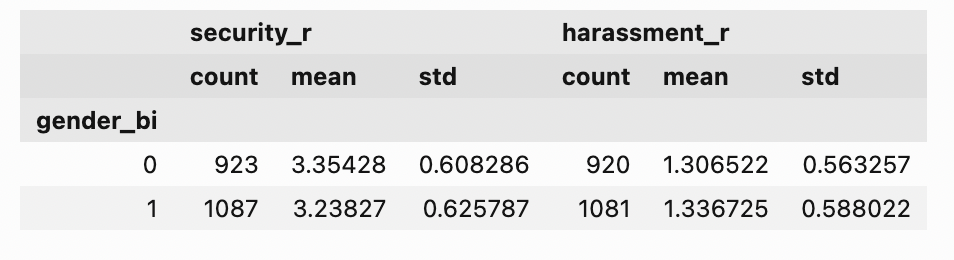 security_r harassment_r
count mean std count mean std
gender_bi
0 923 3.35428 0.608286 920 1.306522 0.563257
1 1087 3.23827 0.625787 1081 1.336725 0.588022